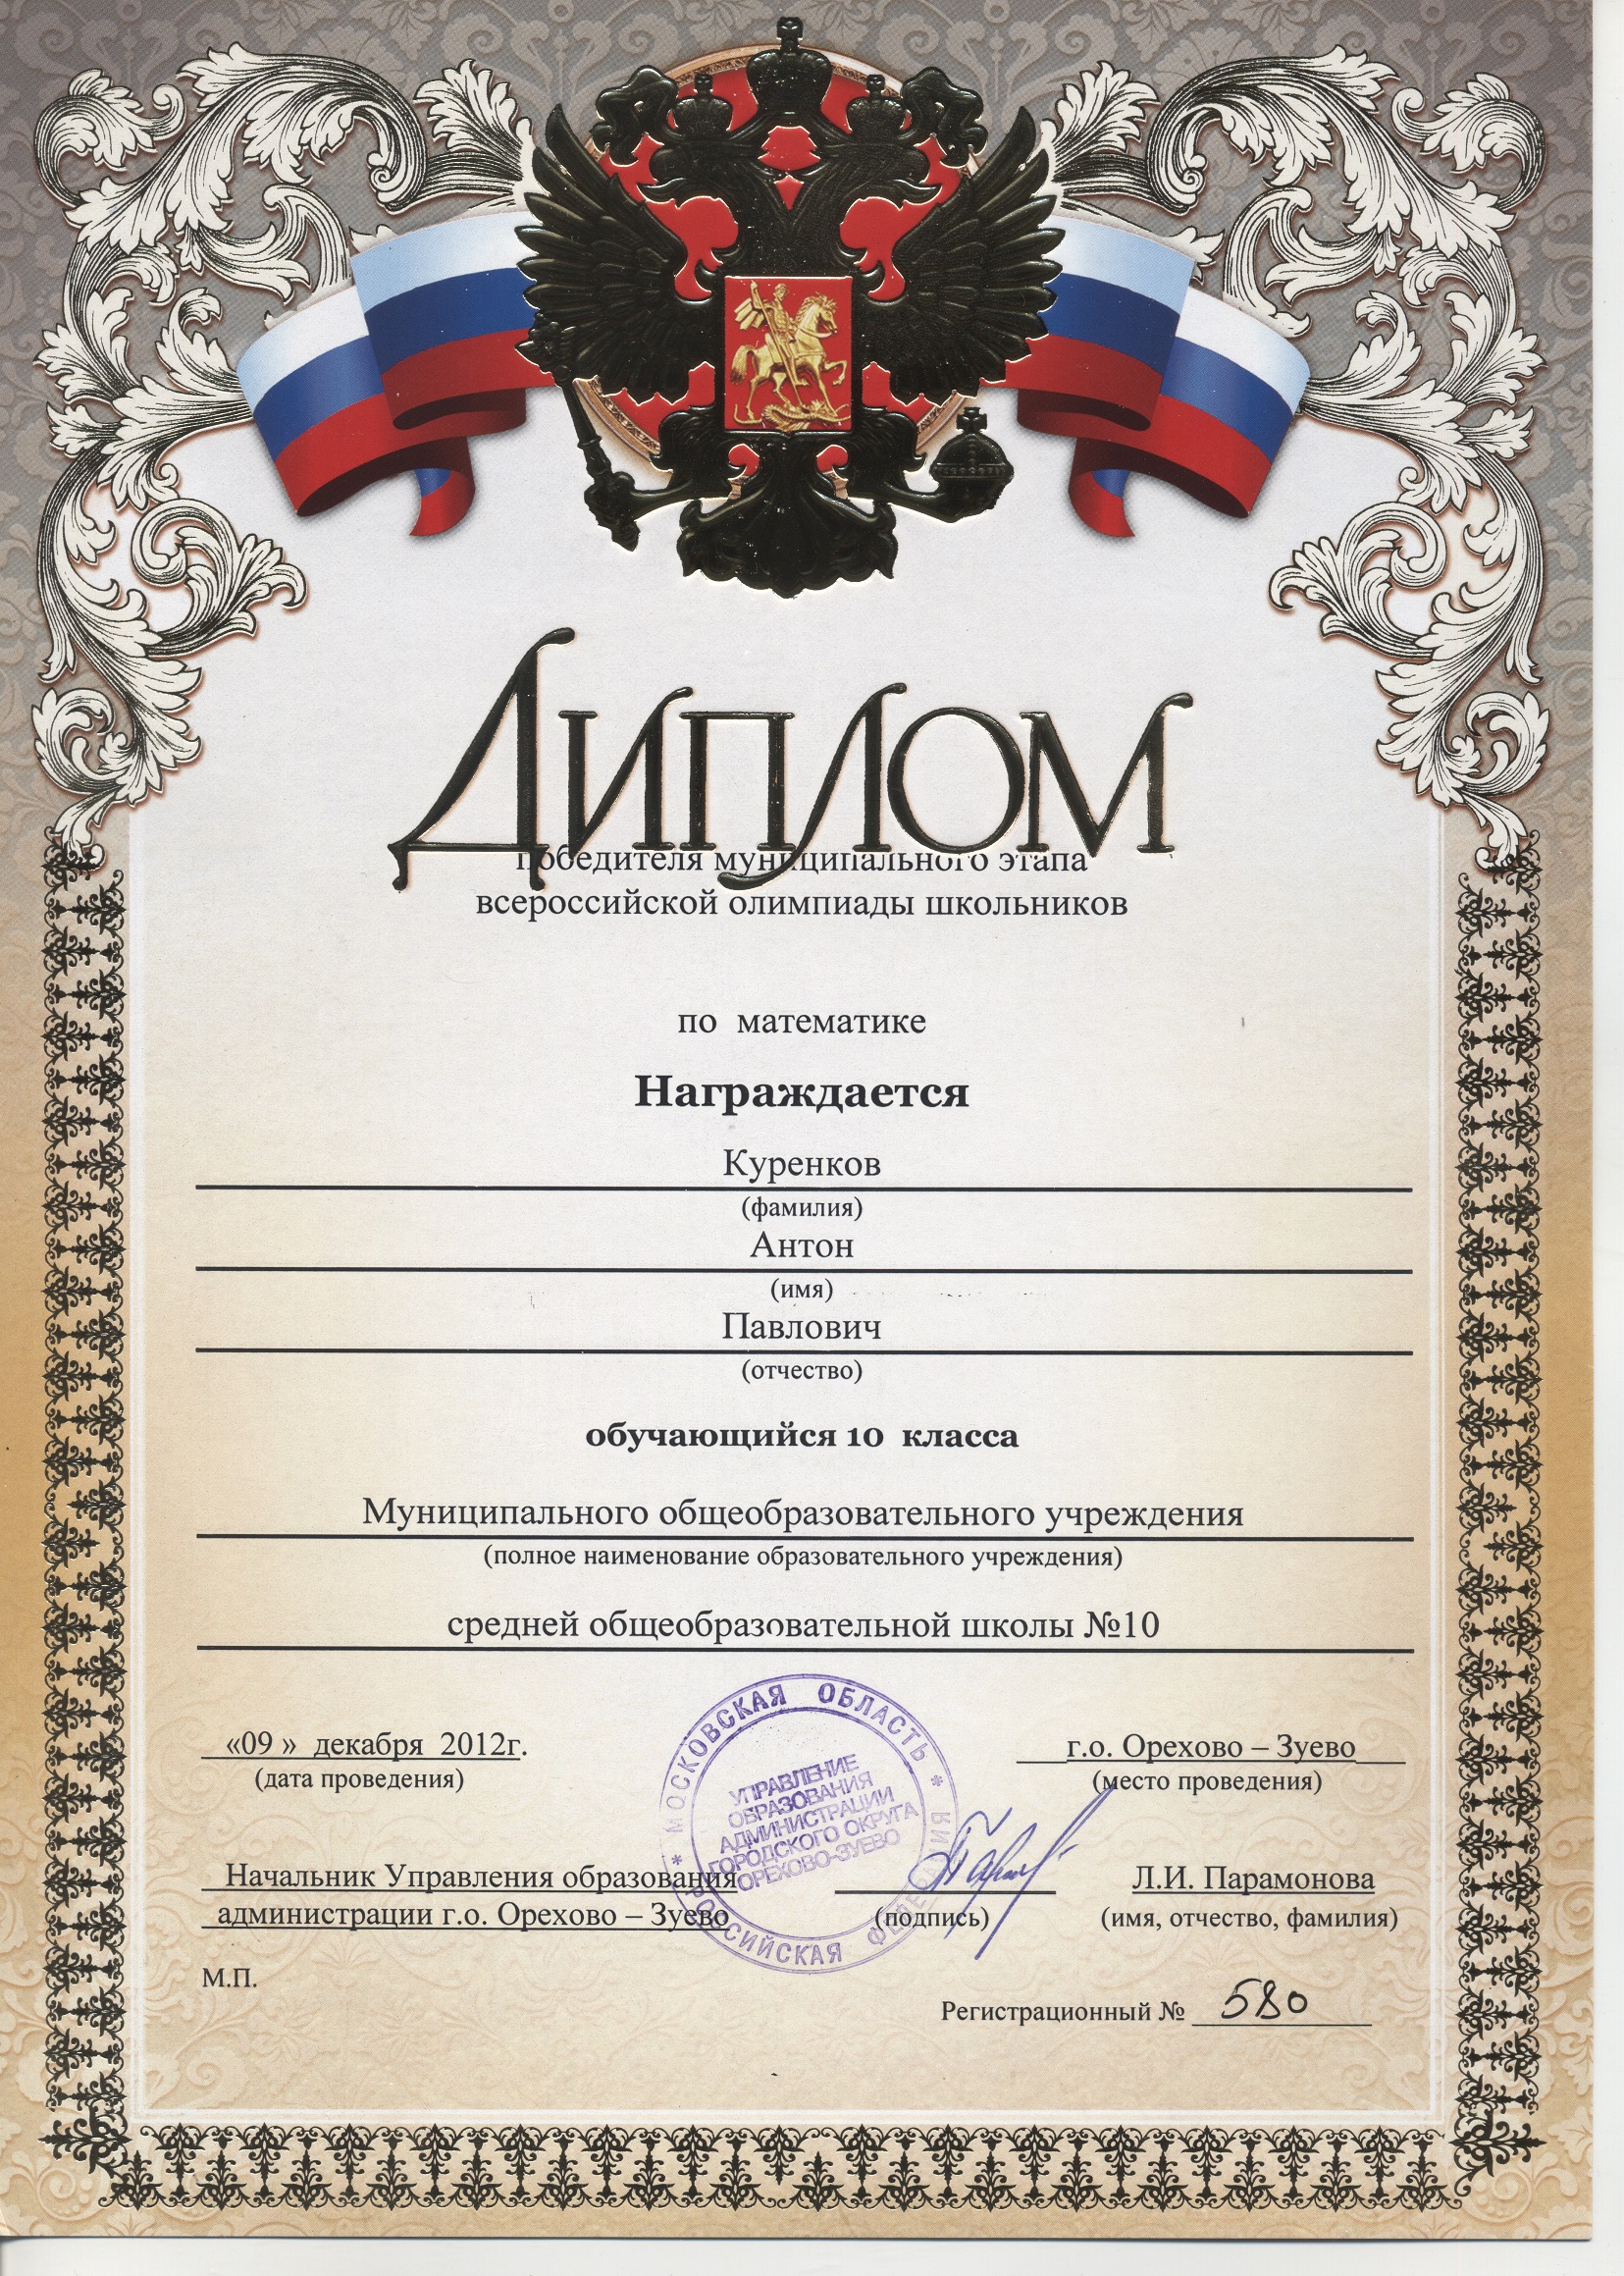 Диплом
победителя муниципального этапа
всероссийской олимпиады школьников
по математике
Награждается
Куренков
(фамилия)
Антон
(имя)
Павлович
(отчество)
обучающийся 10 класса
Муниципального общеобразовательного учреждения
(полное наименование образовательного учреждения)
средней общеобразовательной школы №10
«09 » декабря 2012г.
(дата проведения)
г.о. Орехово – Зуево
(место проведения)
МОСКОВСКАЯ ОБЛАСТЬ * РОССИЙСКАЯ ФЕДЕРАЦИЯ *
УПРАВЛЕНИЕ
ОБРАЗОВАНИЯ
АДМИНИСТРАЦИИ
ГОРОДСКОГО ОКРУГА
ОРЕХОВО-ЗУЕВО
Начальник Управления образования
администрации г.о. Орехово – Зуево
(подпись)
Л.И. Парамонова
(имя, отчество, фамилия)
М.П.
Регистрационный № 580